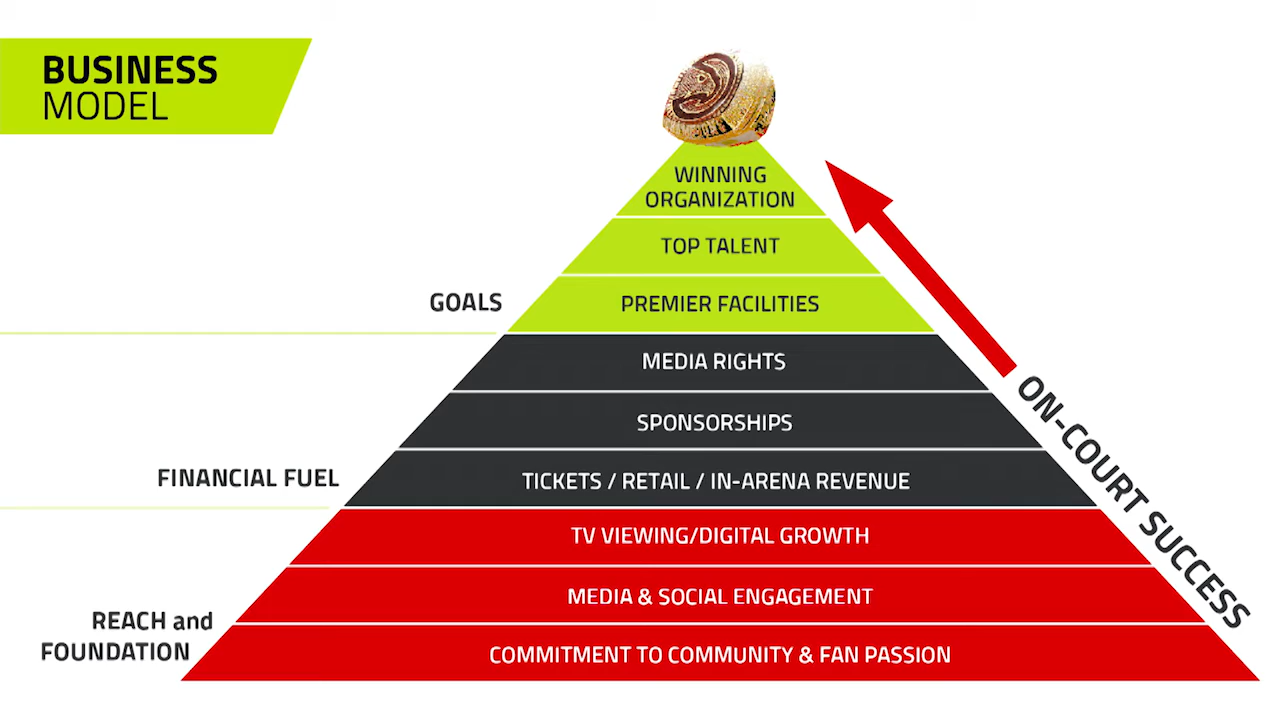 BUSINESS
MODEL
WINNING
ORGANIZATION
TOP TALENT
GOALS
PREMIER FACILITIES
MEDIA RIGHTS
SPONSORSHIPS
FINANCIAL FUEL
TICKETS / RETAIL / IN-ARENA REVENUE
TV VIEWING/DIGITAL GROWTH
MEDIA & SOCIAL ENGAGEMENT
REACH and
FOUNDATION
COMMITMENT TO COMMUNITY & FAN PASSION
ON-COURT SUCCESS